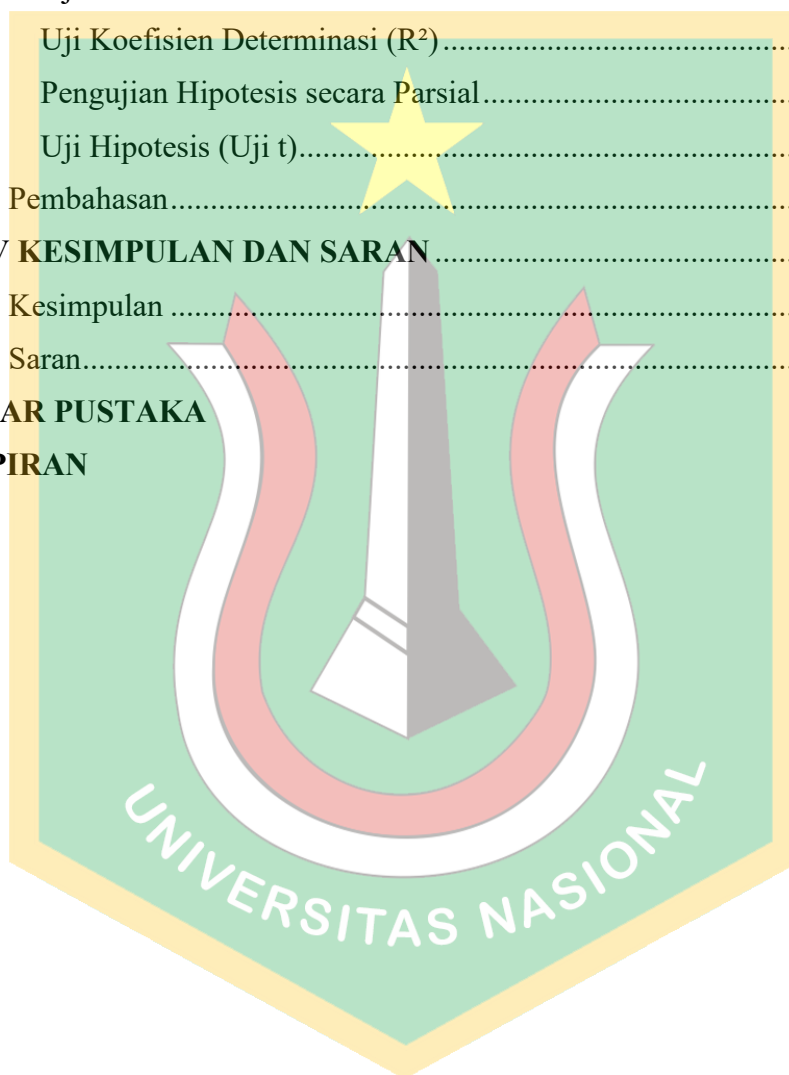 Uji Koefisien Determinasi (R²)
Pengujian Hipotesis secara Parsial
Uji Hipotesis (Uji t)
Pembahasan
KESIMPULAN DAN SARAN
Kesimpulan
Saran
AR PUSTAKA
PIRAN
UNIVERSITAS NASIONAL